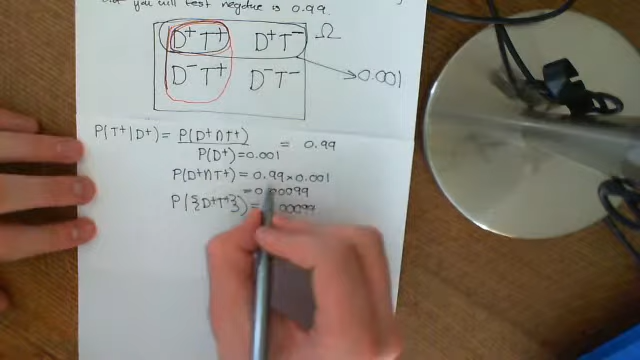 you will test negative is 0.99.
D⁺T⁺ D⁺T⁻ Ω
D⁻T⁺ D⁻T⁻ 0.001
P(T⁺|D⁺) = P(D⁺∩T⁺) / P(D⁺)=0.001 = 0.99
P(D⁺∩T⁺) = 0.99×0.001
= 0.00099
P({D⁺T⁺}) = 0.00099